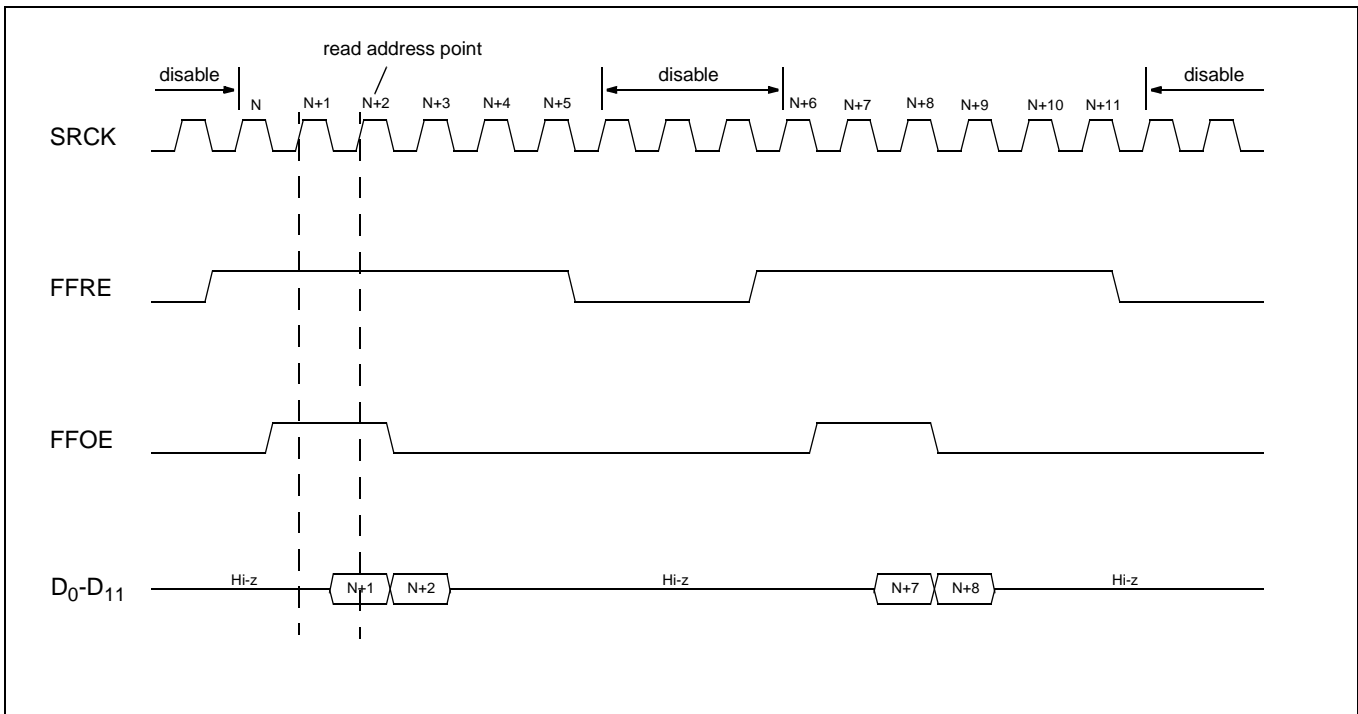 read address point
disable disable disable
N N+1 N+2 N+3 N+4 N+5 N+6 N+7 N+8 N+9 N+10 N+11
SRCK
FFRE
FFOE
D0-D11 Hi-z N+1 N+2 Hi-z N+7 N+8 Hi-z